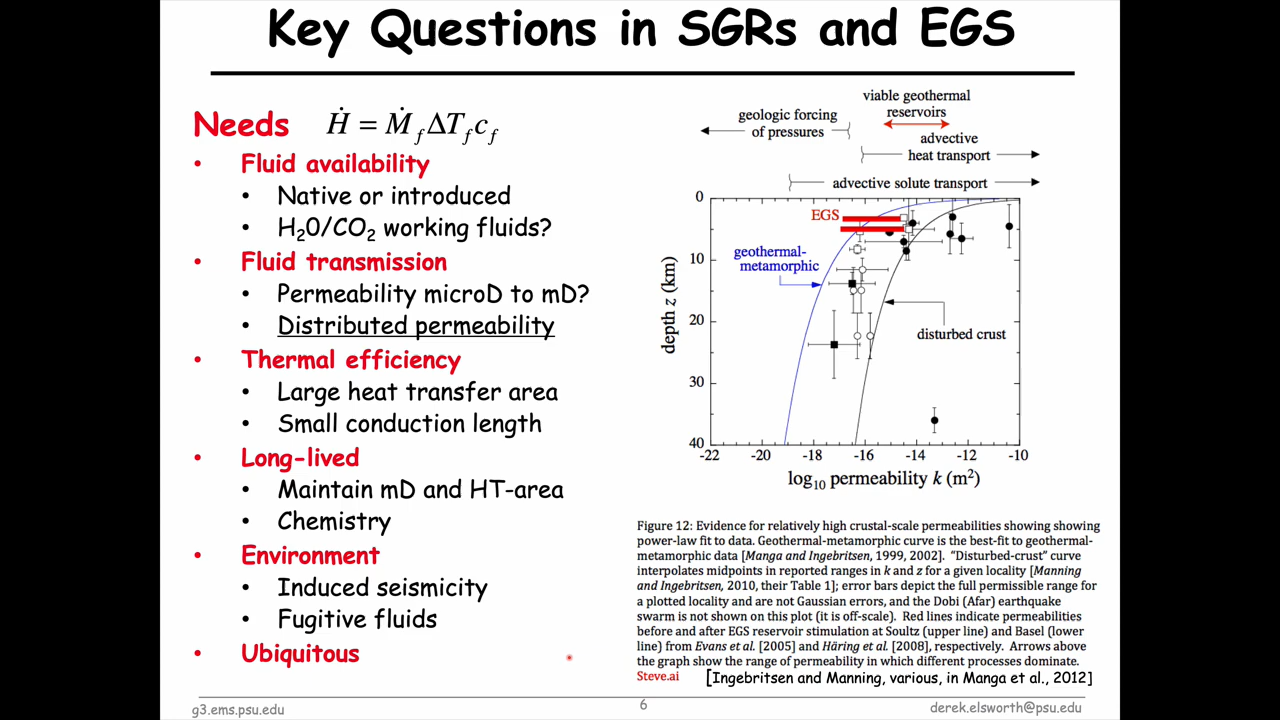 Key Questions in SGRs and EGS
Needs Ḣ = Ṁ_f ΔT_f c_f
• Fluid availability
• Native or introduced
• H₂0/CO₂ working fluids?
• Fluid transmission
• Permeability microD to mD?
• Distributed permeability
• Thermal efficiency
• Large heat transfer area
• Small conduction length
• Long-lived
• Maintain mD and HT-area
• Chemistry
• Environment
• Induced seismicity
• Fugitive fluids
• Ubiquitous
viable geothermal
reservoirs
geologic forcing
of pressures
advective
heat transport
advective solute transport
0
10
20
30
40
depth z (km)
EGS
geothermal-
metamorphic
disturbed crust
-22 -20 -18 -16 -14 -12 -10
log₁₀ permeability k (m²)
Figure 12: Evidence for relatively high crustal-scale permeabilities showing showing
power-law fit to data. Geothermal-metamorphic curve is the best-fit to geothermal-
metamorphic data [Manga and Ingebritsen, 1999, 2002]. “Disturbed-crust” curve
interpolates midpoints in reported ranges in k and z for a given locality [Manning
and Ingebritsen, 2010, their Table 1]; error bars depict the full permissible range for
a plotted locality and are not Gaussian errors, and the Dobi (Afar) earthquake
swarm is not shown on this plot (it is off-scale). Red lines indicate permeabilities
before and after EGS reservoir stimulation at Soultz (upper line) and Basel (lower
line) from Evans et al. [2005] and Häring et al. [2008], respectively. Arrows above
the graph show the range of permeability in which different processes dominate.
Steve.ai [Ingebritsen and Manning, various, in Manga et al., 2012]
g3.ems.psu.edu 6 derek.elsworth@psu.edu